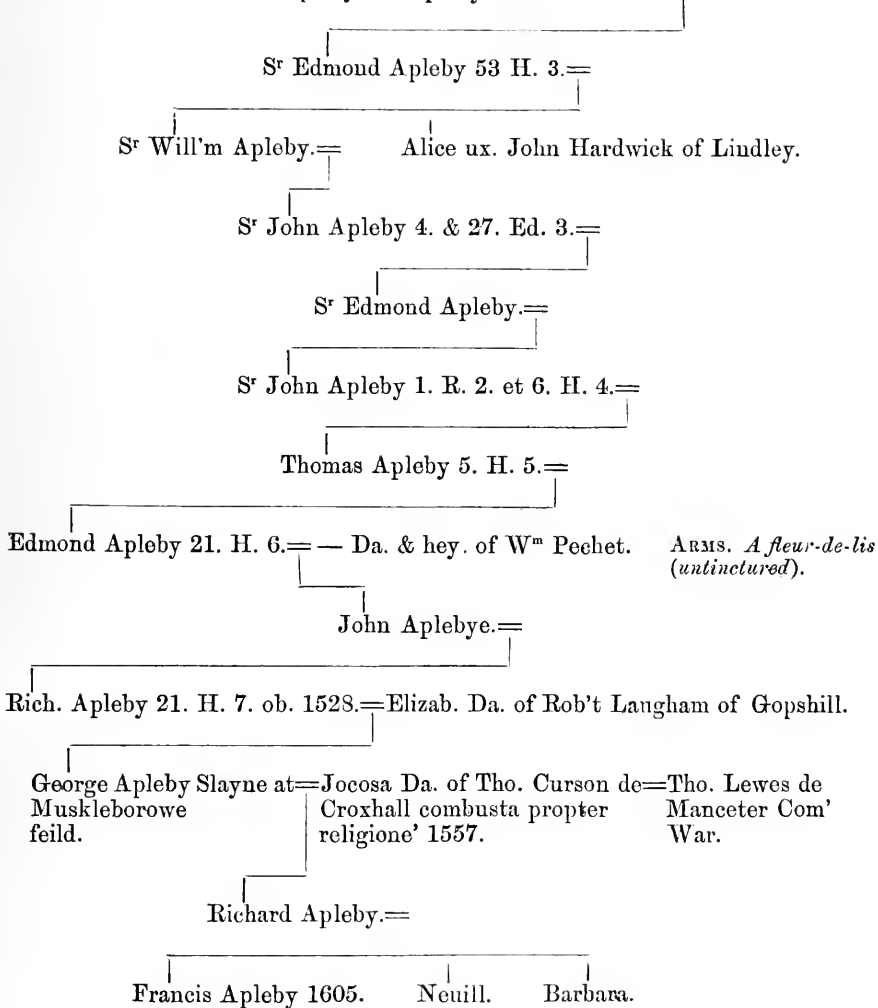 Sʳ Edmond Apleby 53 H. 3.=
Sʳ Will'm Apleby.= Alice ux. John Hardwick of Lindley.
Sʳ John Apleby 4. & 27. Ed. 3.=
Sʳ Edmond Apleby.=
Sʳ John Apleby 1. R. 2. et 6. H. 4.=
Thomas Apleby 5. H. 5.=
Edmond Apleby 21. H. 6.= — Da. & hey. of Wᵐ Pechet. ARMS. A fleur-de-lis
(untinctured).
John Aplebye.=
Rich. Apleby 21. H. 7. ob. 1528.=Elizab. Da. of Rob't Langham of Gopshill.
George Apleby Slayne at=Jocosa Da. of Tho. Curson de=Tho. Lewes de
Muskleborowe Croxhall combusta propter Manceter Com'
feild. religione' 1557. War.
Richard Apleby.=
Francis Apleby 1605. Neuill. Barbara.